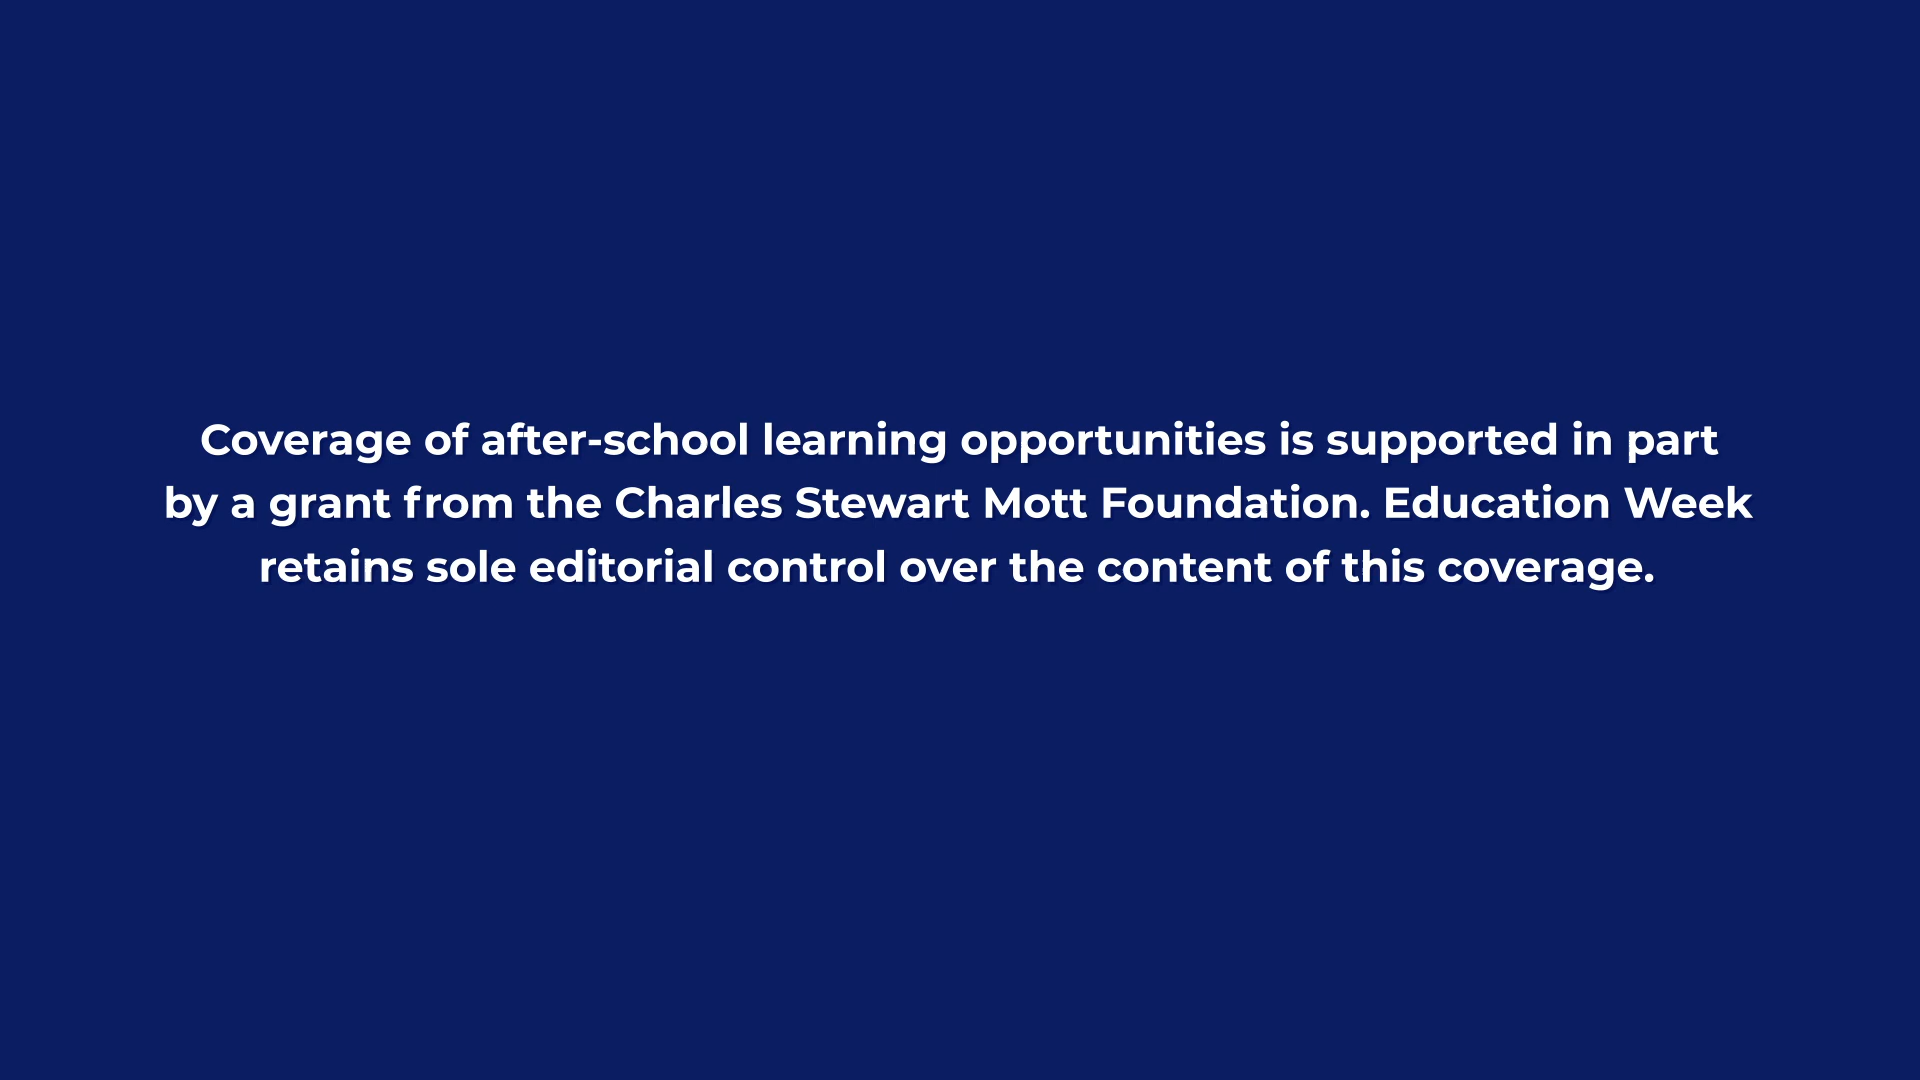 Coverage of after-school learning opportunities is supported in part
by a grant from the Charles Stewart Mott Foundation. Education Week
retains sole editorial control over the content of this coverage.